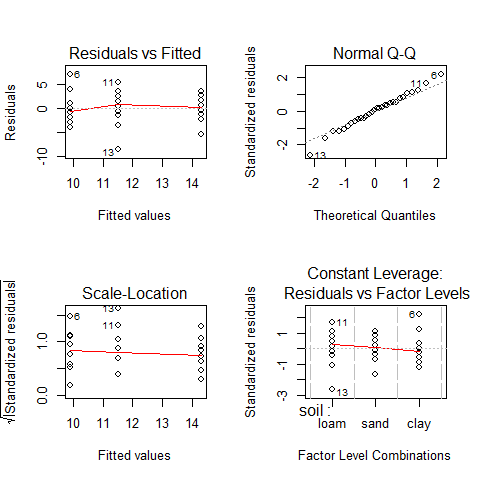 Residuals vs Fitted
Residuals
5
0
-10
6
11
13
10 11 12 13 14
Fitted values
Normal Q-Q
Standardized residuals
2
0
-2
6
11
13
-2 -1 0 1 2
Theoretical Quantiles
Scale-Location
√|Standardized residuals|
1.0
0.0
6
13
11
10 11 12 13 14
Fitted values
Constant Leverage:
Residuals vs Factor Levels
Standardized residuals
1
-1
-3
11
6
13
soil :
loam sand clay
Factor Level Combinations